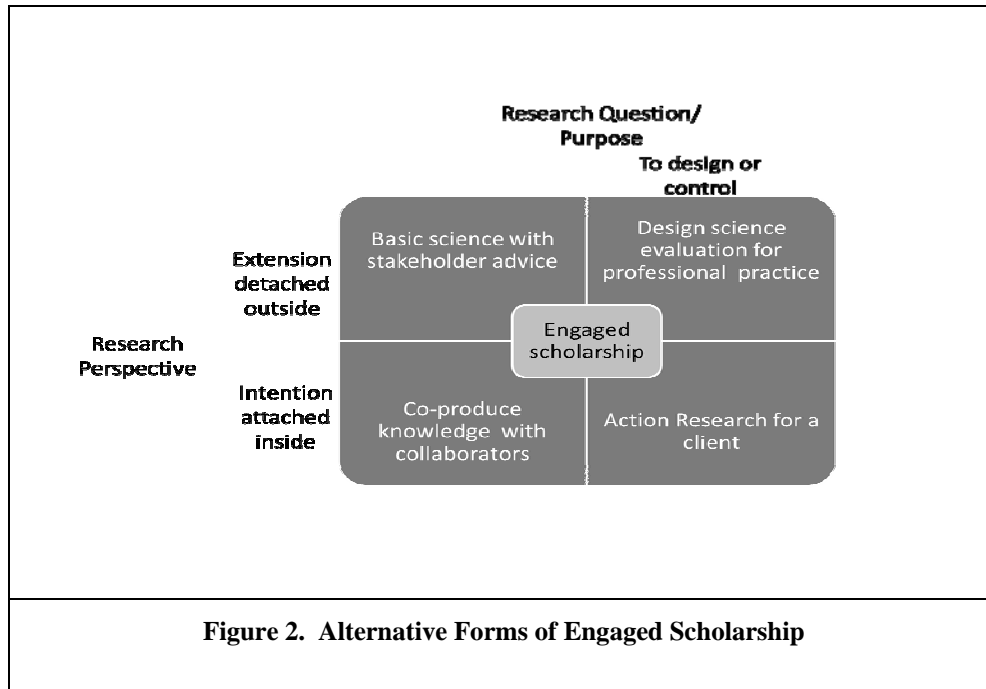 Research Question/
Purpose
To design or
control
Extension
detached
outside
Basic science with
stakeholder advice
Design science
evaluation for
professional practice
Research
Perspective
Engaged
scholarship
Intention
attached
inside
Co-produce
knowledge with
collaborators
Action Research for a
client
Figure 2. Alternative Forms of Engaged Scholarship